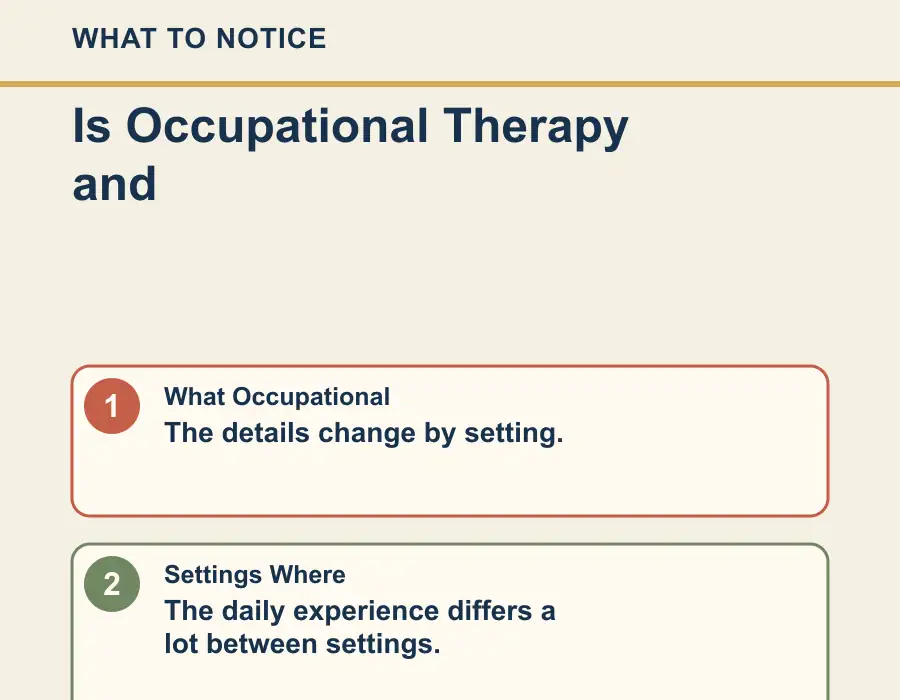 WHAT TO NOTICE
Is Occupational Therapy
and
1
What Occupational
The details change by setting.
2
Settings Where
The daily experience differs a
lot between settings.